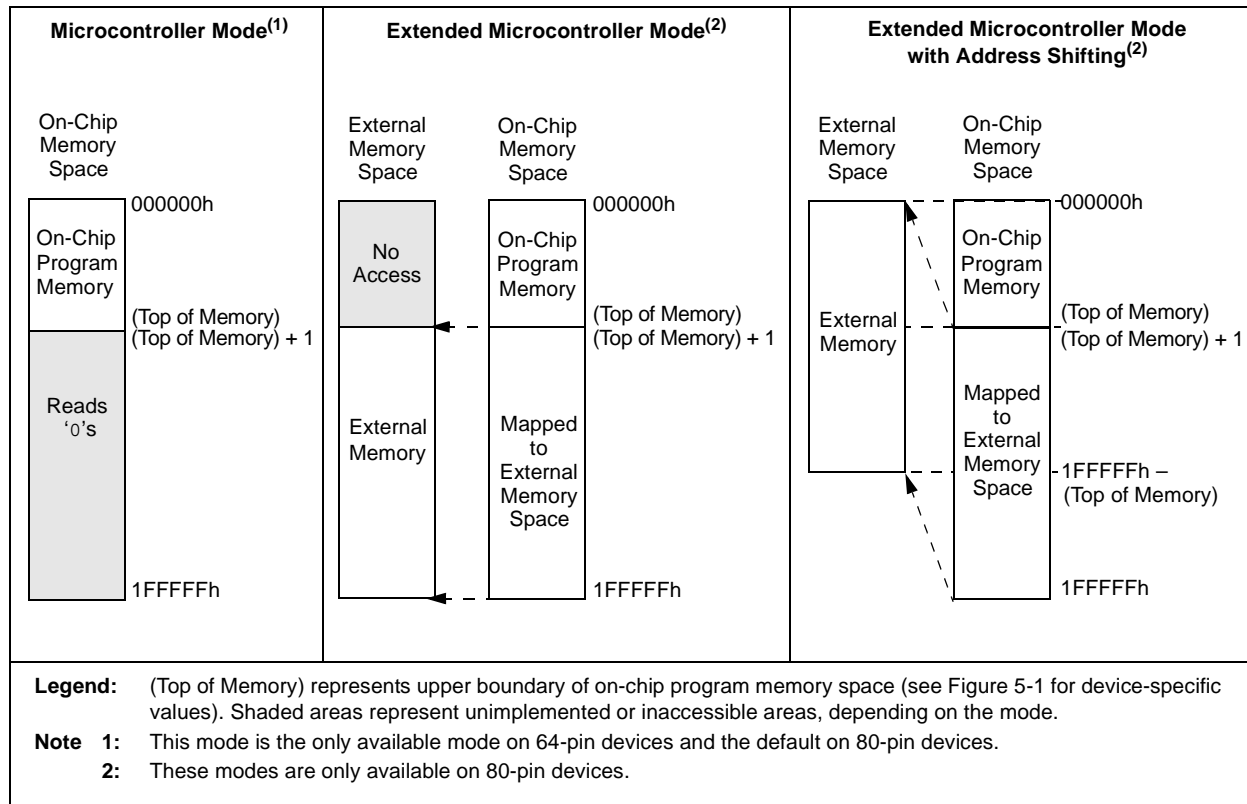 Microcontroller Mode(1)
On-Chip
Memory
Space
000000h
On-Chip
Program
Memory
(Top of Memory)
(Top of Memory) + 1
Reads
‘0’s
1FFFFFh
Extended Microcontroller Mode(2)
External
Memory
Space
On-Chip
Memory
Space
000000h
No
Access
On-Chip
Program
Memory
(Top of Memory)
(Top of Memory) + 1
External
Memory
Mapped
to
External
Memory
Space
1FFFFFh
Extended Microcontroller Mode
with Address Shifting(2)
External
Memory
Space
On-Chip
Memory
Space
000000h
On-Chip
Program
Memory
External
Memory
(Top of Memory)
(Top of Memory) + 1
Mapped
to
External
Memory
Space
1FFFFFh –
(Top of Memory)
1FFFFFh
Legend: (Top of Memory) represents upper boundary of on-chip program memory space (see Figure 5-1 for device-specific
values). Shaded areas represent unimplemented or inaccessible areas, depending on the mode.
Note 1: This mode is the only available mode on 64-pin devices and the default on 80-pin devices.
2: These modes are only available on 80-pin devices.